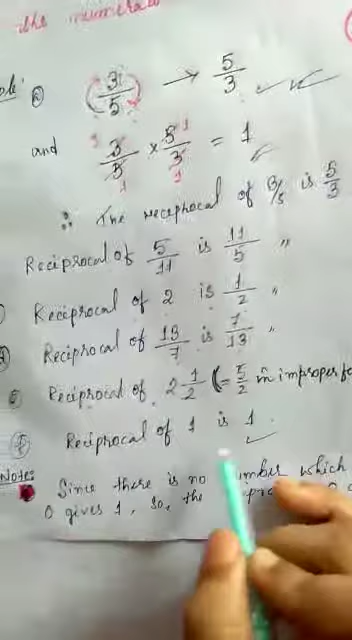 the numerato
(3/5) → 5/3
and 3/5 × 5/3 = 1
∴ The reciprocal of 3/5 is 5/3
Reciprocal of 5/11 is 11/5 "
Reciprocal of 2 is 1/2 "
Reciprocal of 13/7 is 7/13 "
Reciprocal of 2 1/2 (= 5/2 in improper
Reciprocal of 1 is 1.
Note: Since there is no number which
0 gives 1, so, the